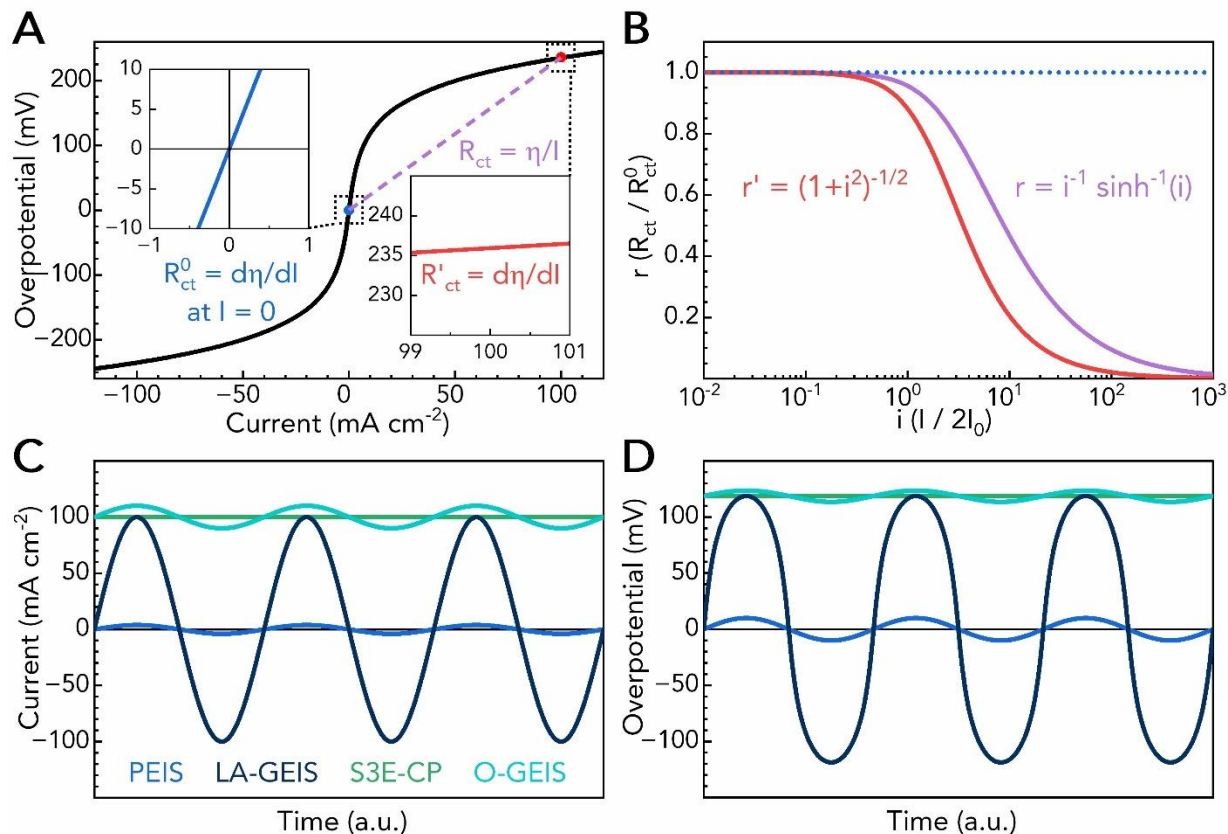 A
Overpotential (mV)
200
100
0
−100
−200
10
5
0
−5
−10
−1
0
1
R⁰ct = dη/dI
at I = 0
Rct = η/I
240
235
230
R'ct = dη/dI
99
100
101
−100
−50
0
50
100
Current (mA cm⁻²)
B
r (Rct / R⁰ct)
1.0
0.8
0.6
0.4
0.2
r' = (1+i²)⁻¹/²
r = i⁻¹ sinh⁻¹(i)
10⁻²
10⁻¹
10⁰
10¹
10²
10³
i (I / 2I₀)
C
Current (mA cm⁻²)
100
50
0
−50
−100
PEIS LA-GEIS S3E-CP O-GEIS
Time (a.u.)
D
Overpotential (mV)
100
50
0
−50
−100
Time (a.u.)